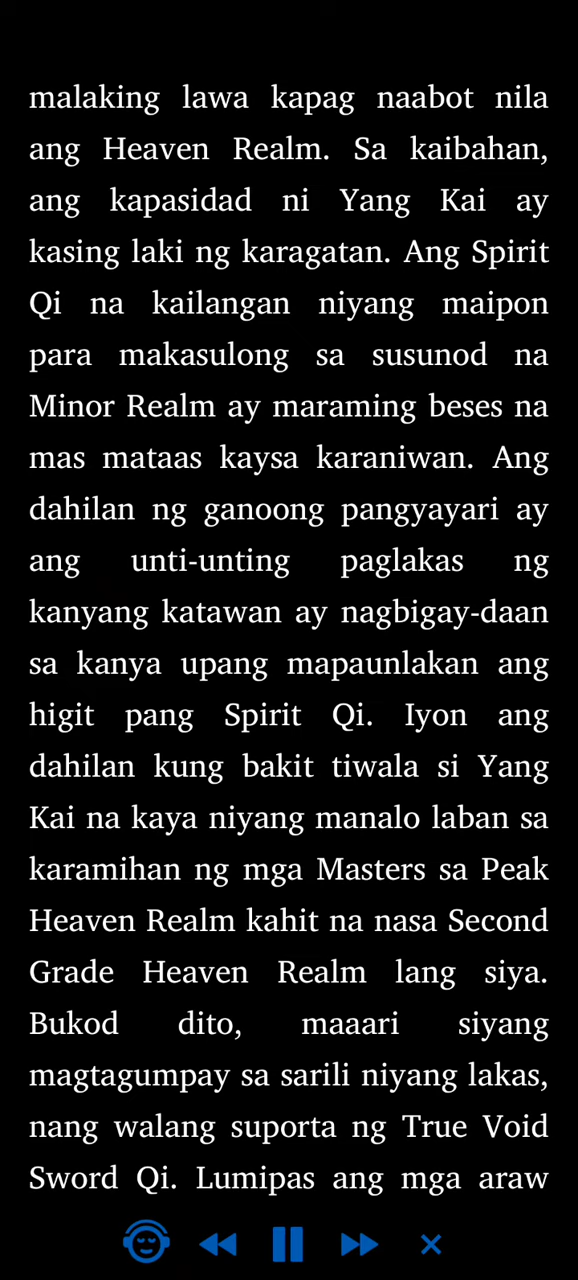 malaking lawa kapag naabot nila
ang Heaven Realm. Sa kaibahan,
ang kapasidad ni Yang Kai ay
kasing laki ng karagatan. Ang Spirit
Qi na kailangan niyang maipon
para makasulong sa susunod na
Minor Realm ay maraming beses na
mas mataas kaysa karaniwan. Ang
dahilan ng ganoong pangyayari ay
ang unti-unting paglakas ng
kanyang katawan ay nagbigay-daan
sa kanya upang mapaunlakan ang
higit pang Spirit Qi. Iyon ang
dahilan kung bakit tiwala si Yang
Kai na kaya niyang manalo laban sa
karamihan ng mga Masters sa Peak
Heaven Realm kahit na nasa Second
Grade Heaven Realm lang siya.
Bukod dito, maaari siyang
magtagumpay sa sarili niyang lakas,
nang walang suporta ng True Void
Sword Qi. Lumipas ang mga araw